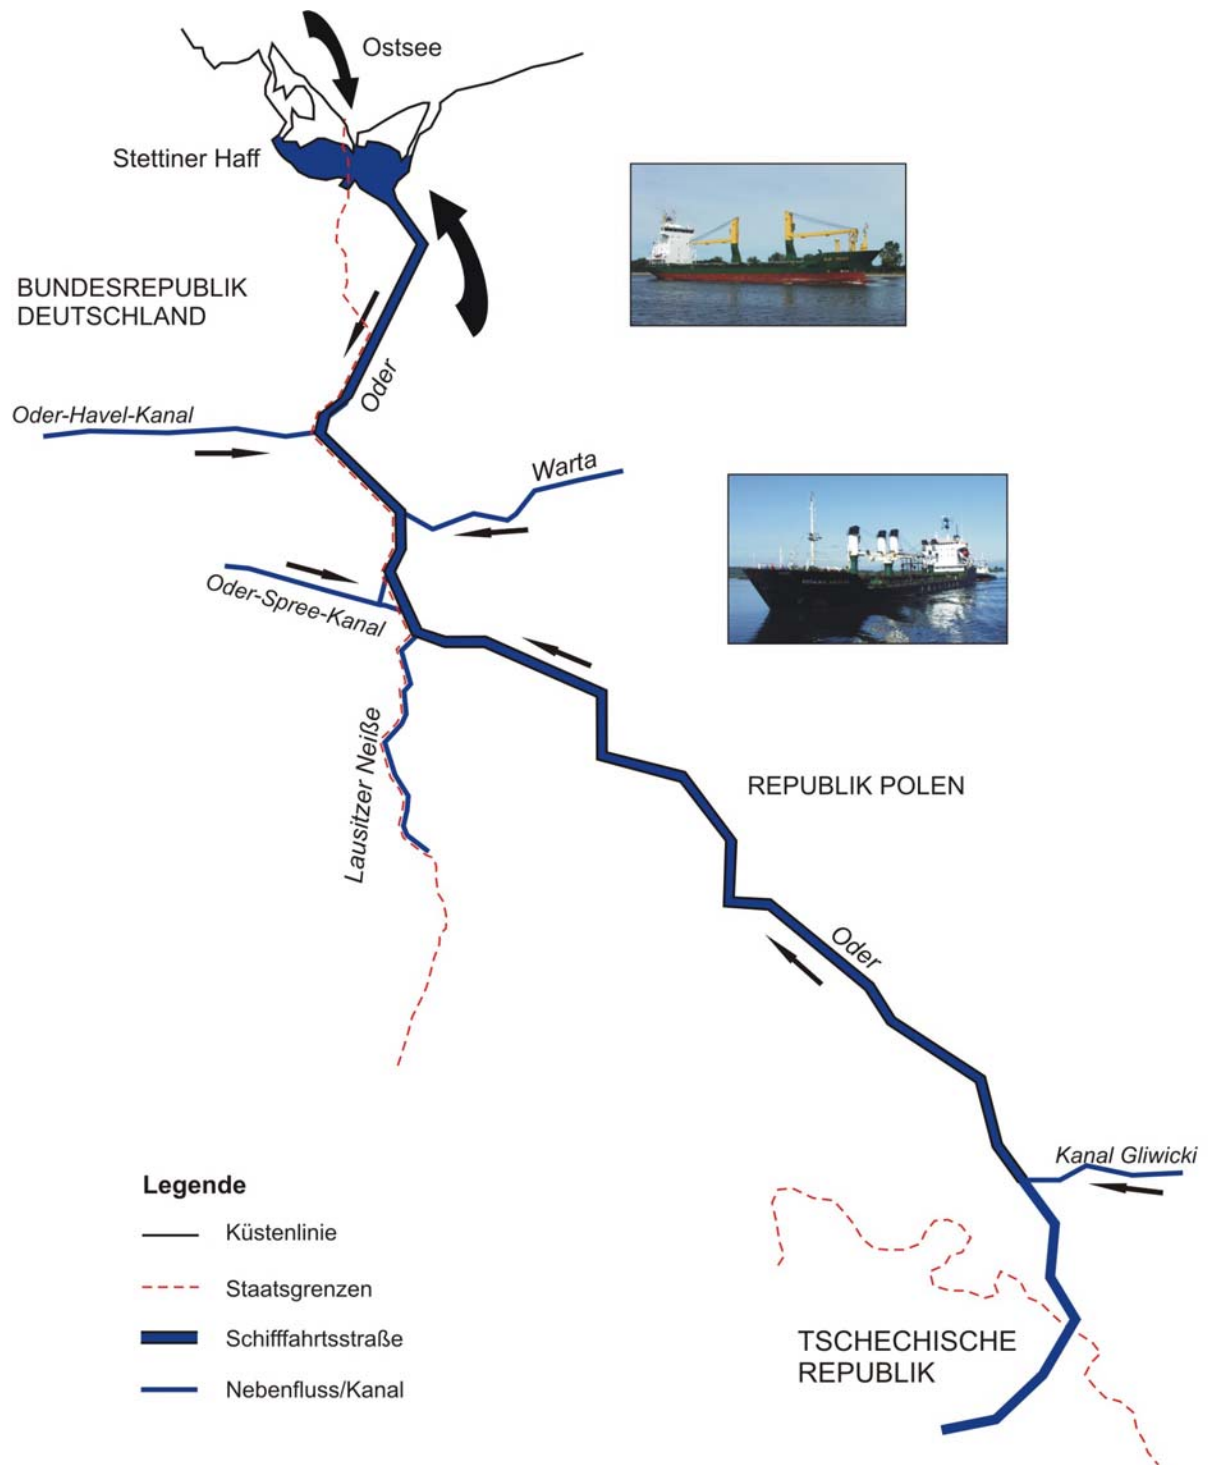 Ostsee
Stettiner Haff
BUNDESREPUBLIK
DEUTSCHLAND
Oder
Oder-Havel-Kanal
Warta
Oder-Spree-Kanal
Lausitzer Neiße
REPUBLIK POLEN
Oder
Kanal Gliwicki
Legende
Küstenlinie
Staatsgrenzen
Schifffahrtsstraße
Nebenfluss/Kanal
TSCHECHISCHE
REPUBLIK